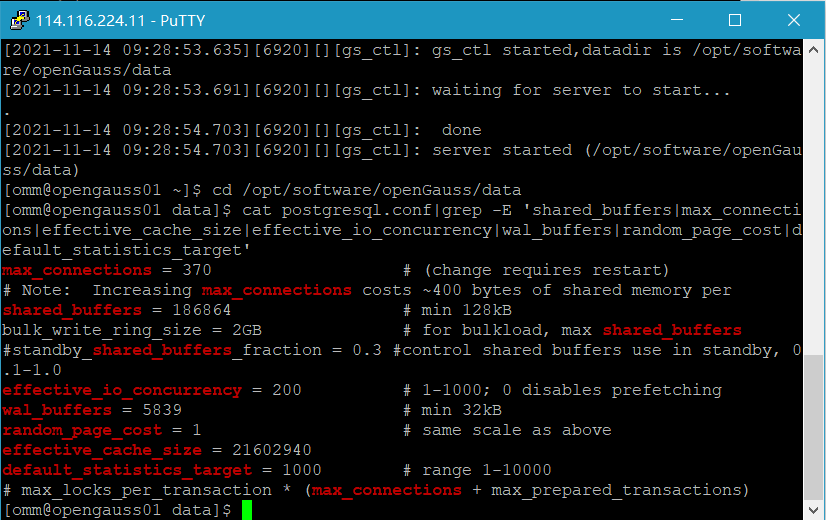 114.116.224.11 - PuTTY
[2021-11-14 09:28:53.635][6920][][gs_ctl]: gs_ctl started,datadir is /opt/softwa
re/openGauss/data
[2021-11-14 09:28:53.691][6920][][gs_ctl]: waiting for server to start...
.
[2021-11-14 09:28:54.703][6920][][gs_ctl]:  done
[2021-11-14 09:28:54.703][6920][][gs_ctl]: server started (/opt/software/openGau
ss/data)
[omm@opengauss01 ~]$ cd /opt/software/openGauss/data
[omm@opengauss01 data]$ cat postgresql.conf|grep -E 'shared_buffers|max_connecti
ons|effective_cache_size|effective_io_concurrency|wal_buffers|random_page_cost|d
efault_statistics_target'
max_connections = 370                   # (change requires restart)
# Note:  Increasing max_connections costs ~400 bytes of shared memory per
shared_buffers = 186864                 # min 128kB
bulk_write_ring_size = 2GB              # for bulkload, max shared_buffers
#standby_shared_buffers_fraction = 0.3 #control shared buffers use in standby, 0
.1-1.0
effective_io_concurrency = 200          # 1-1000; 0 disables prefetching
wal_buffers = 5839                      # min 32kB
random_page_cost = 1                    # same scale as above
effective_cache_size = 21602940
default_statistics_target = 1000        # range 1-10000
# max_locks_per_transaction * (max_connections + max_prepared_transactions)
[omm@opengauss01 data]$